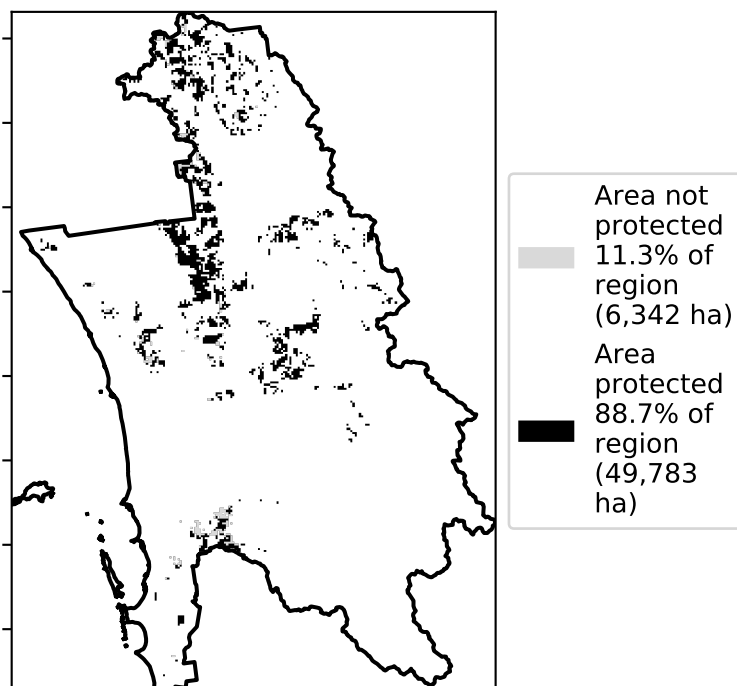 Area not
protected
11.3% of
region
(6,342 ha)
Area
protected
88.7% of
region
(49,783
ha)